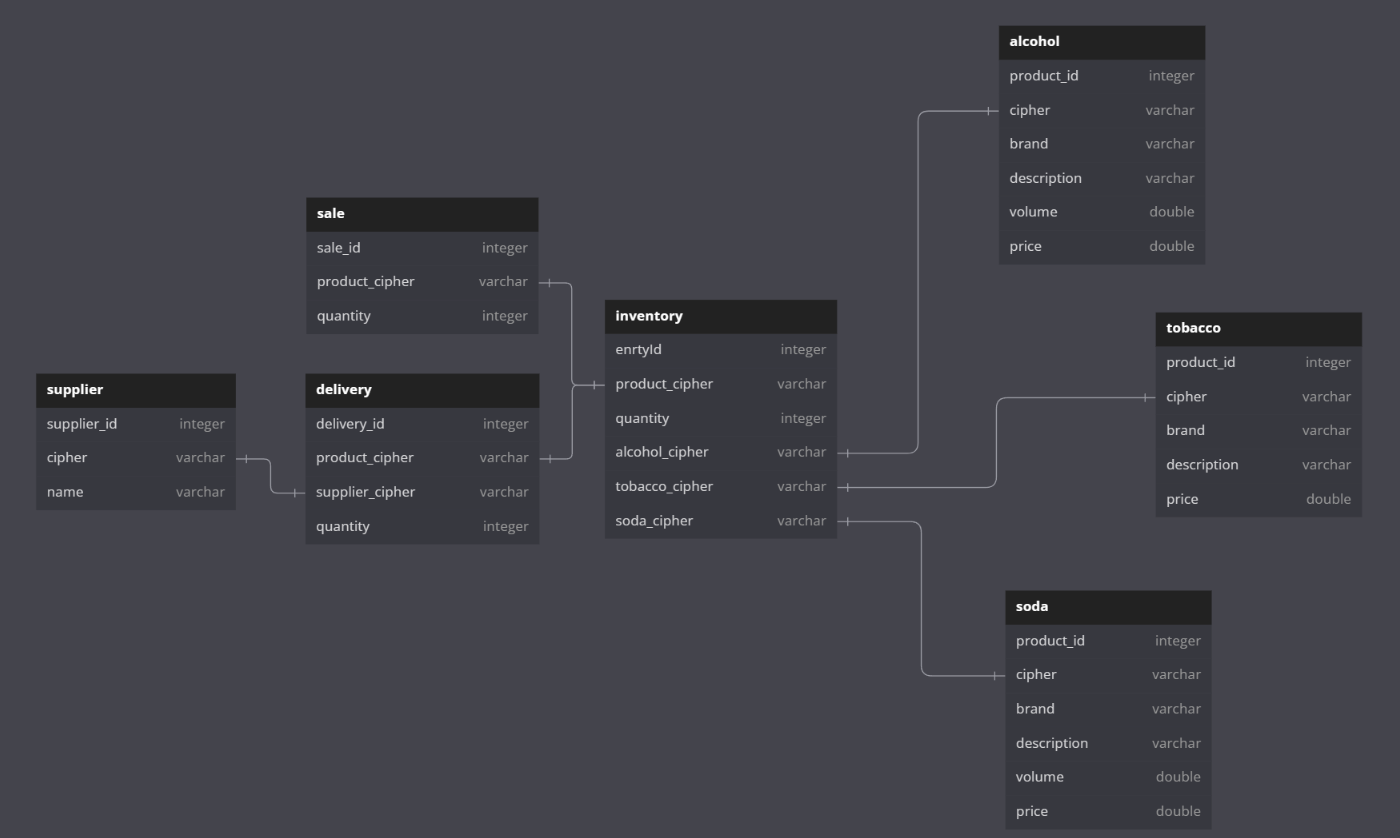 alcohol
product_id integer
cipher varchar
brand varchar
description varchar
volume double
price double
sale
sale_id integer
product_cipher varchar
quantity integer
inventory
enrtyId integer
product_cipher varchar
quantity integer
alcohol_cipher varchar
tobacco_cipher varchar
soda_cipher varchar
tobacco
product_id integer
cipher varchar
brand varchar
description varchar
price double
supplier
supplier_id integer
cipher varchar
name varchar
delivery
delivery_id integer
product_cipher varchar
supplier_cipher varchar
quantity integer
soda
product_id integer
cipher varchar
brand varchar
description varchar
volume double
price double